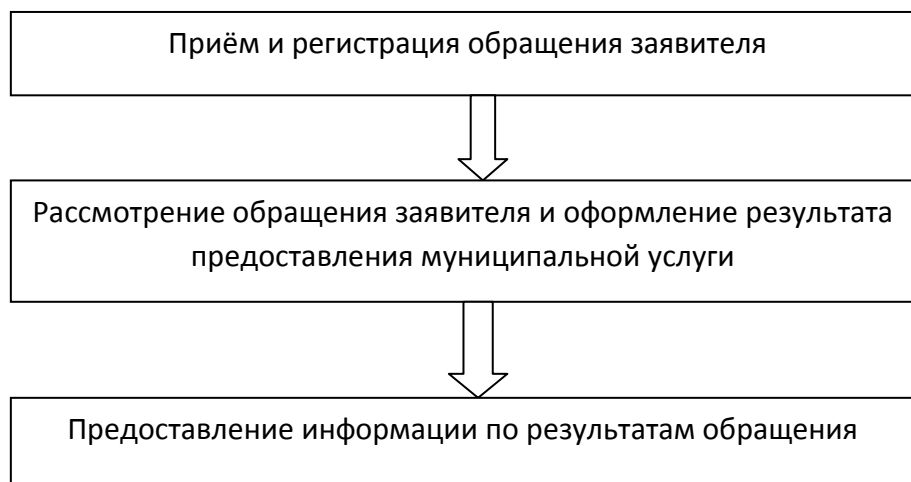 Приём и регистрация обращения заявителя
Рассмотрение обращения заявителя и оформление результата
предоставления муниципальной услуги
Предоставление информации по результатам обращения